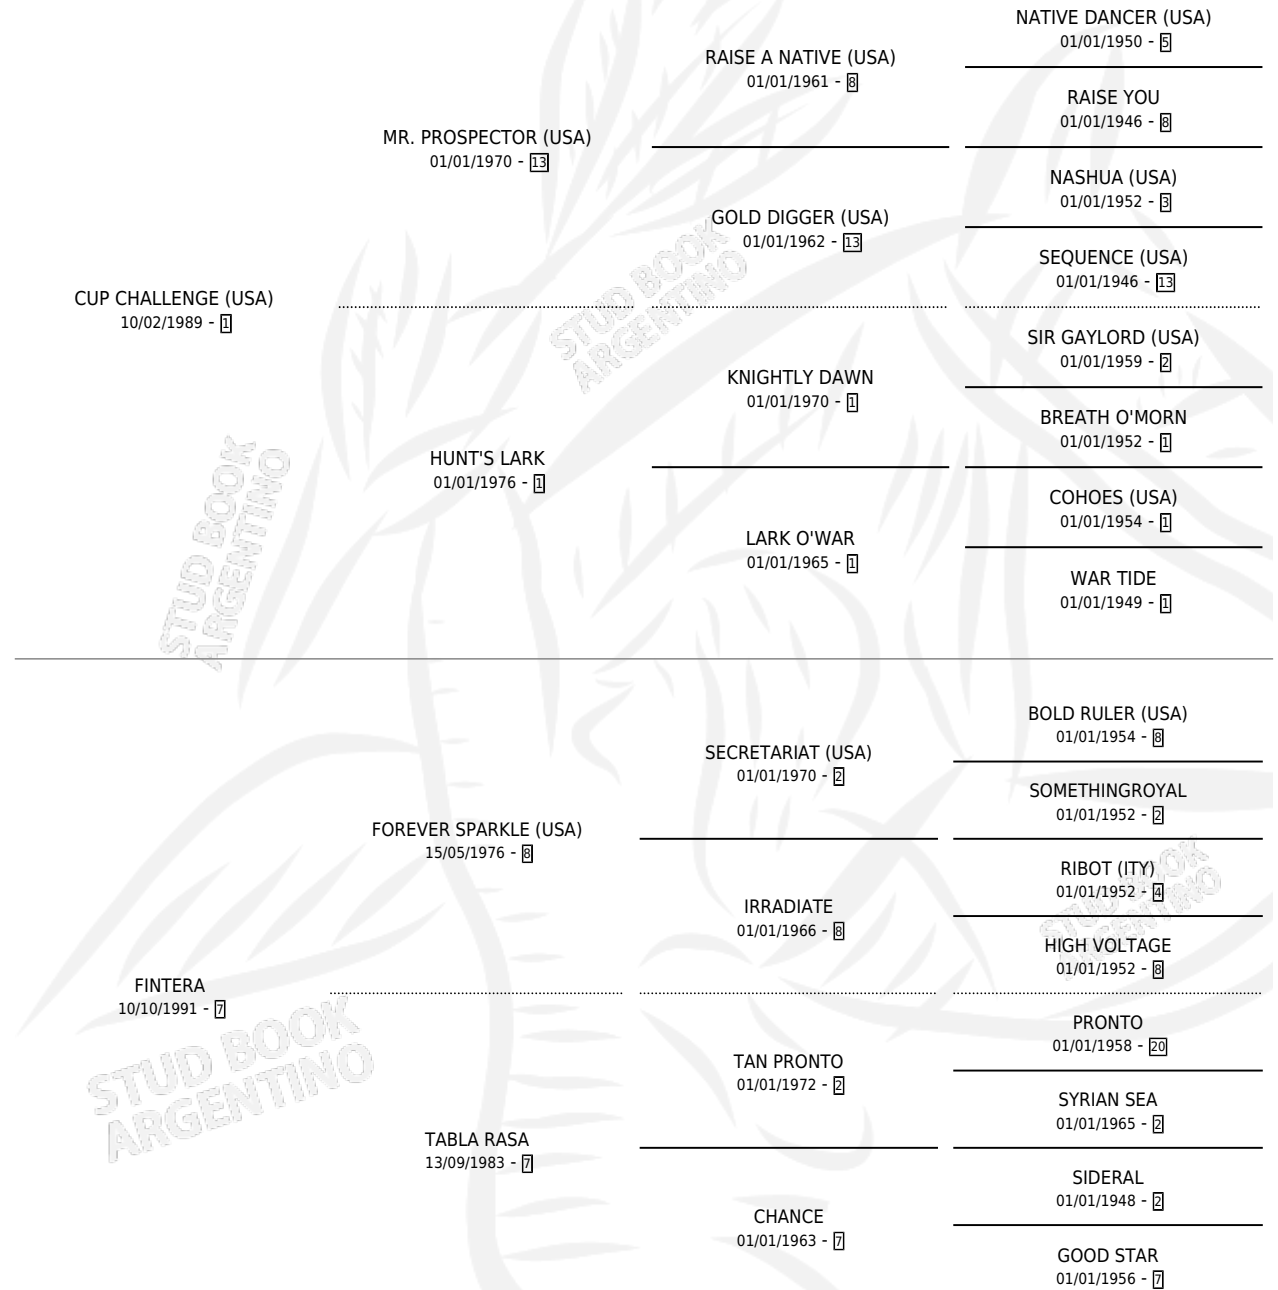 NATIVE DANCER (USA)
01/01/1950 - 5
RAISE A NATIVE (USA)
01/01/1961 - 8
RAISE YOU
01/01/1946 - 8
MR. PROSPECTOR (USA)
01/01/1970 - 13
NASHUA (USA)
01/01/1952 - 3
GOLD DIGGER (USA)
01/01/1962 - 13
SEQUENCE (USA)
01/01/1946 - 13
CUP CHALLENGE (USA)
10/02/1989 - 1
STUD BOOK
ARGENTINO
SIR GAYLORD (USA)
01/01/1959 - 2
KNIGHTLY DAWN
01/01/1970 - 1
BREATH O'MORN
01/01/1952 - 1
HUNT'S LARK
01/01/1976 - 1
COHOES (USA)
01/01/1954 - 1
LARK O'WAR
01/01/1965 - 1
WAR TIDE
01/01/1949 - 1
STUD BOOK
ARGENTINO
BOLD RULER (USA)
01/01/1954 - 8
SECRETARIAT (USA)
01/01/1970 - 2
SOMETHINGROYAL
01/01/1952 - 2
FOREVER SPARKLE (USA)
15/05/1976 - 8
RIBOT (ITY)
01/01/1952 - 4
IRRADIATE
01/01/1966 - 8
HIGH VOLTAGE
01/01/1952 - 8
STUD BOOK
ARGENTINO
FINTERA
10/10/1991 - 7
STUD BOOK
ARGENTINO
PRONTO
01/01/1958 - 20
TAN PRONTO
01/01/1972 - 2
SYRIAN SEA
01/01/1965 - 2
TABLA RASA
13/09/1983 - 7
SIDERAL
01/01/1948 - 2
CHANCE
01/01/1963 - 7
GOOD STAR
01/01/1956 - 7